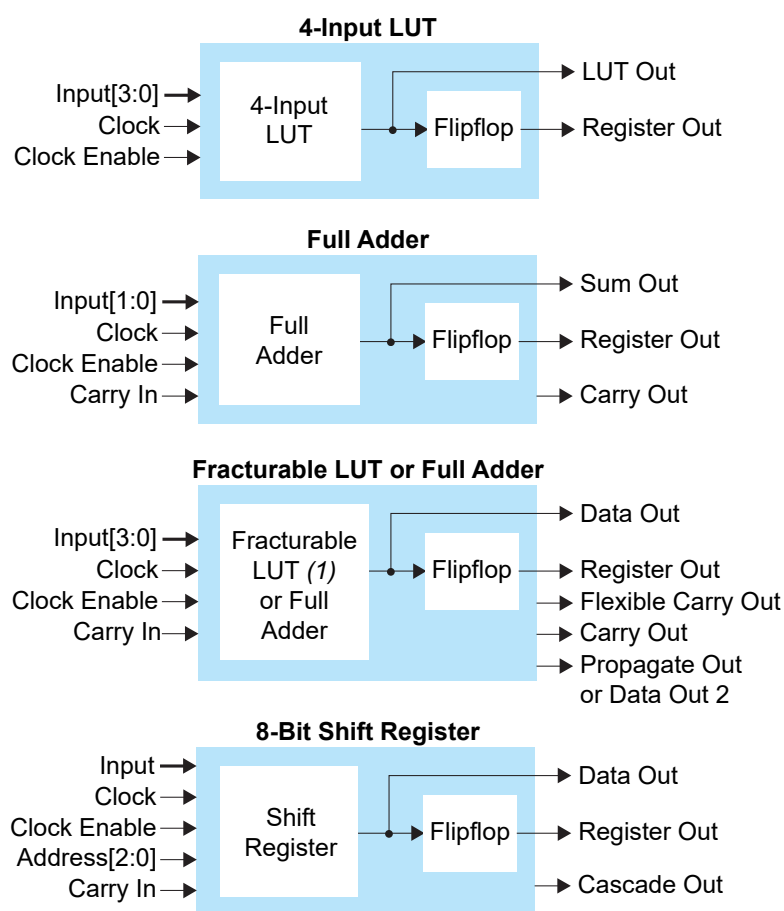 4-Input LUT
Input[3:0]
Clock
Clock Enable
4-Input
LUT
Flipflop
LUT Out
Register Out
Full Adder
Input[1:0]
Clock
Clock Enable
Carry In
Full
Adder
Flipflop
Sum Out
Register Out
Carry Out
Fracturable LUT or Full Adder
Input[3:0]
Clock
Clock Enable
Carry In
Fracturable
LUT (1)
or Full
Adder
Flipflop
Data Out
Register Out
Flexible Carry Out
Carry Out
Propagate Out
or Data Out 2
8-Bit Shift Register
Input
Clock
Clock Enable
Address[2:0]
Carry In
Shift
Register
Flipflop
Data Out
Register Out
Cascade Out